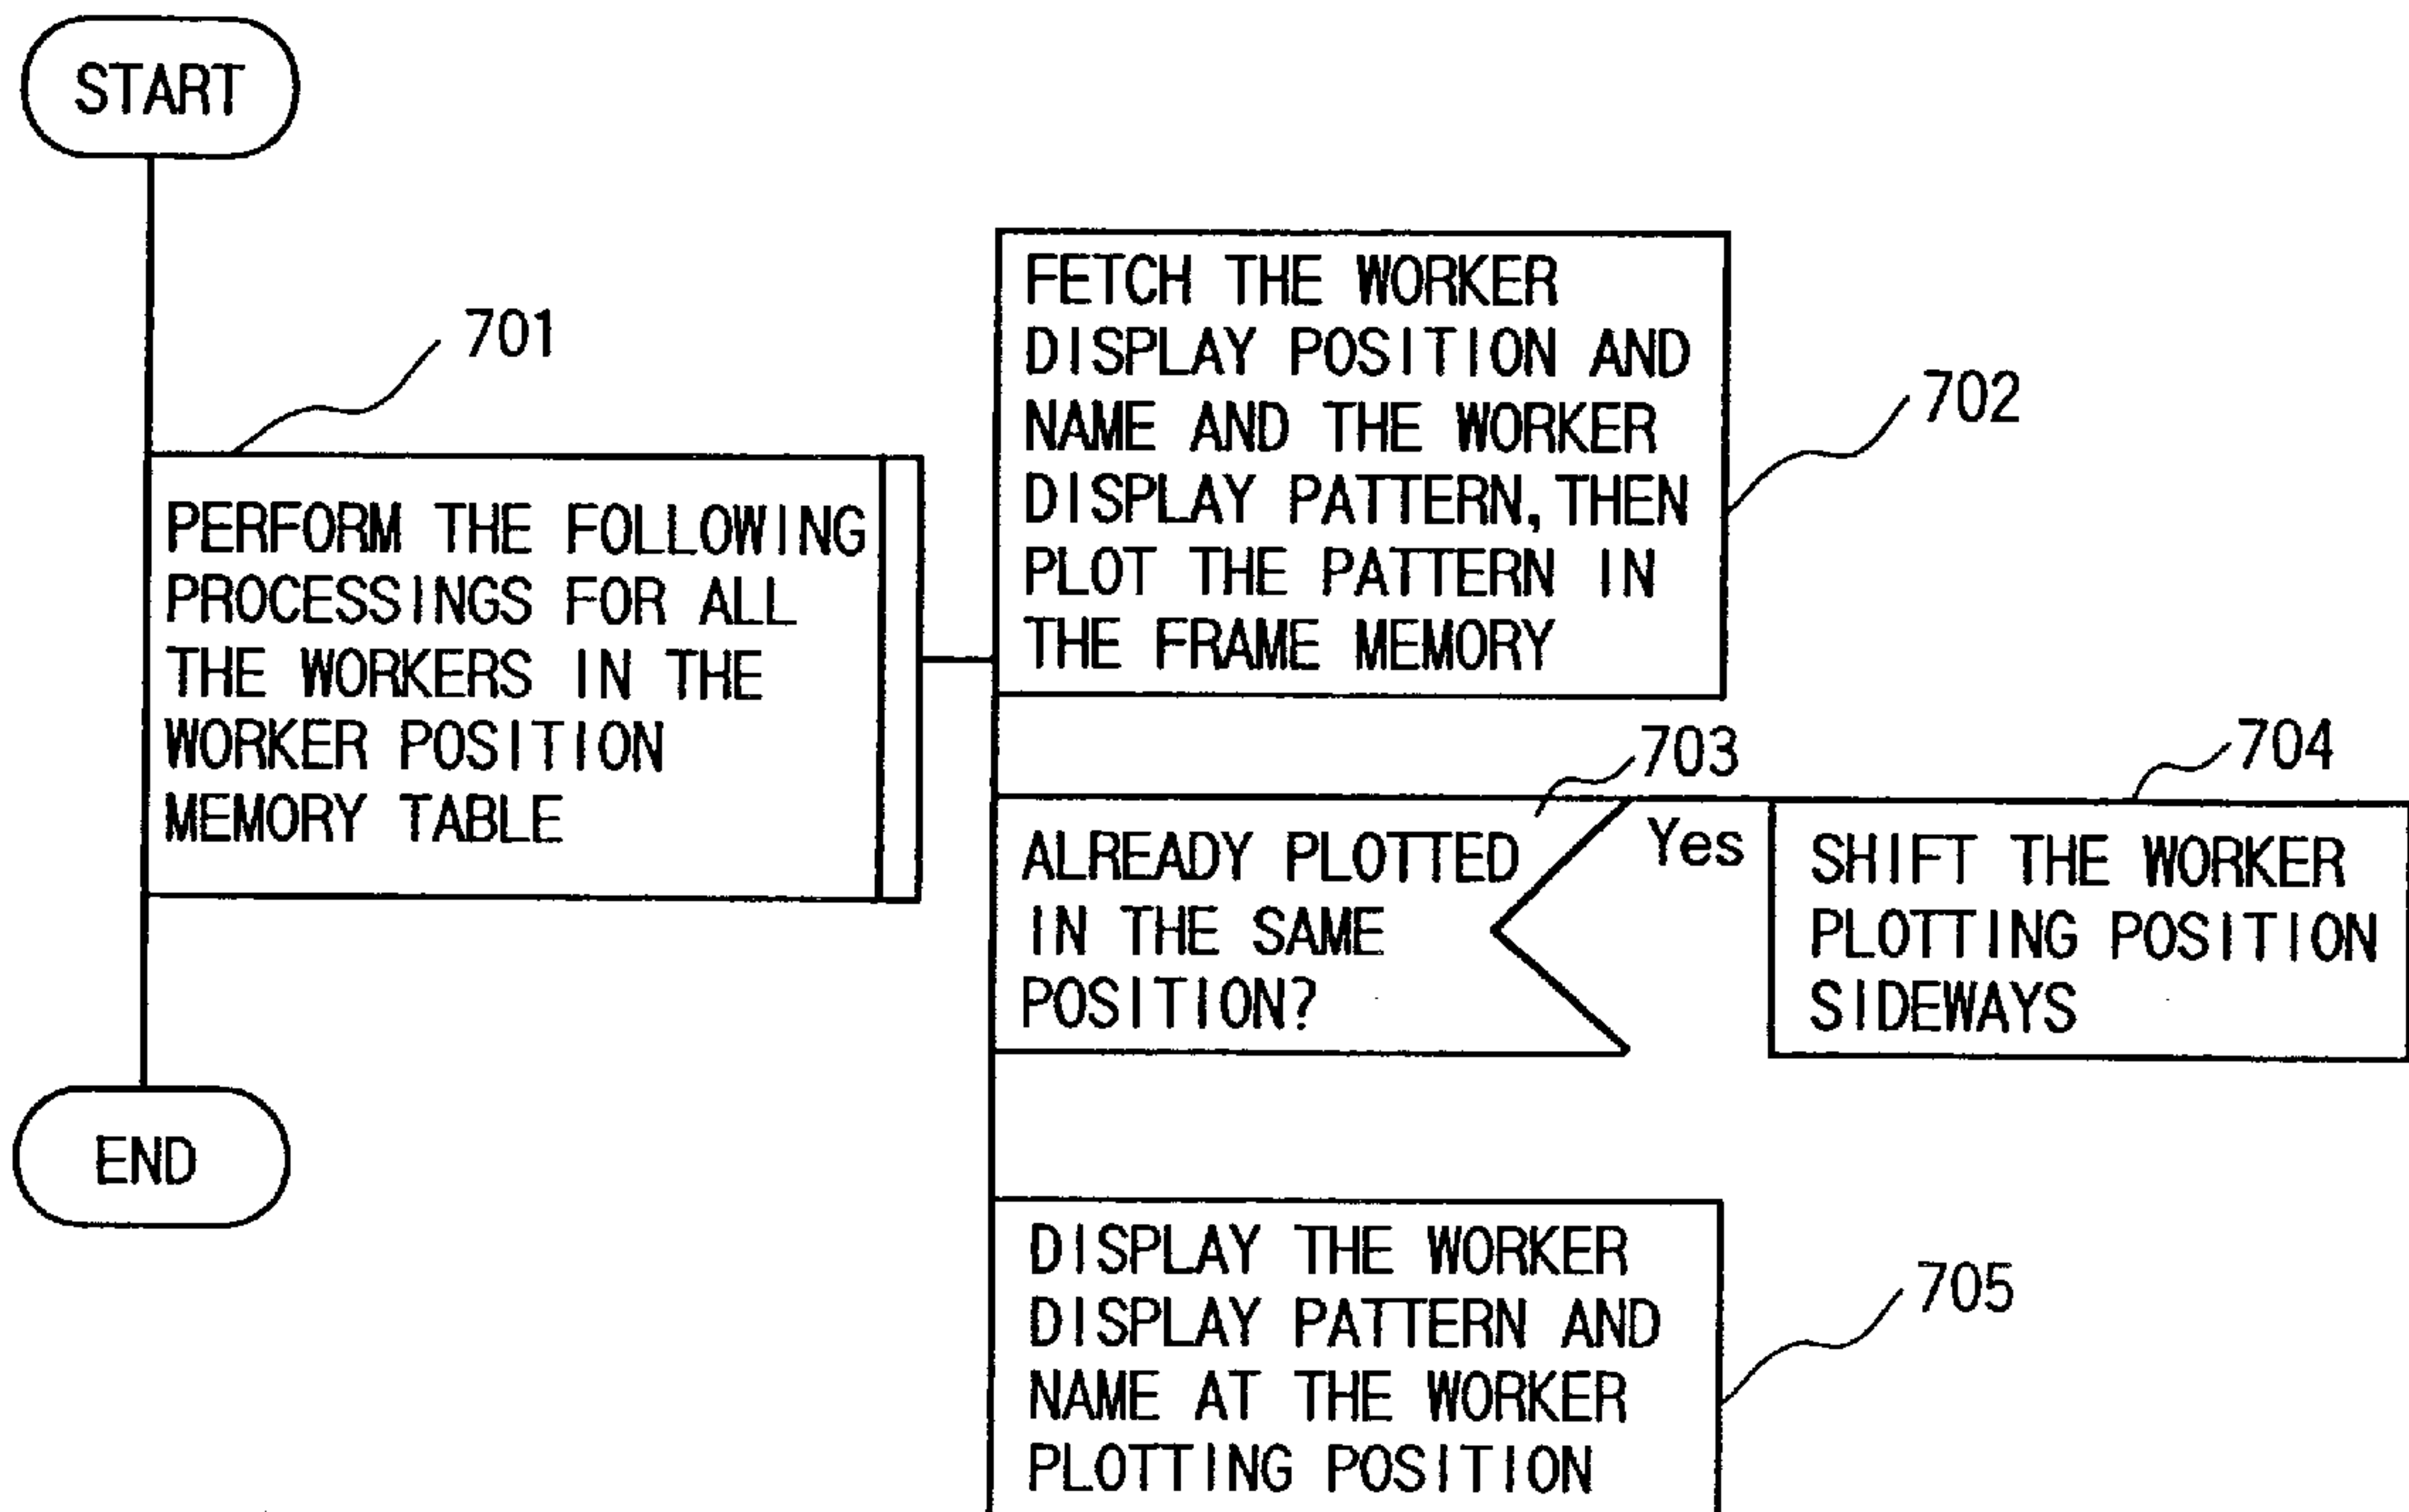 START
701
PERFORM THE FOLLOWING
PROCESSINGS FOR ALL
THE WORKERS IN THE
WORKER POSITION
MEMORY TABLE
END
FETCH THE WORKER
DISPLAY POSITION AND
NAME AND THE WORKER
DISPLAY PATTERN, THEN
PLOT THE PATTERN IN
THE FRAME MEMORY
702
703
ALREADY PLOTTED
IN THE SAME
POSITION?
Yes
704
SHIFT THE WORKER
PLOTTING POSITION
SIDEWAYS
DISPLAY THE WORKER
DISPLAY PATTERN AND
NAME AT THE WORKER
PLOTTING POSITION
705